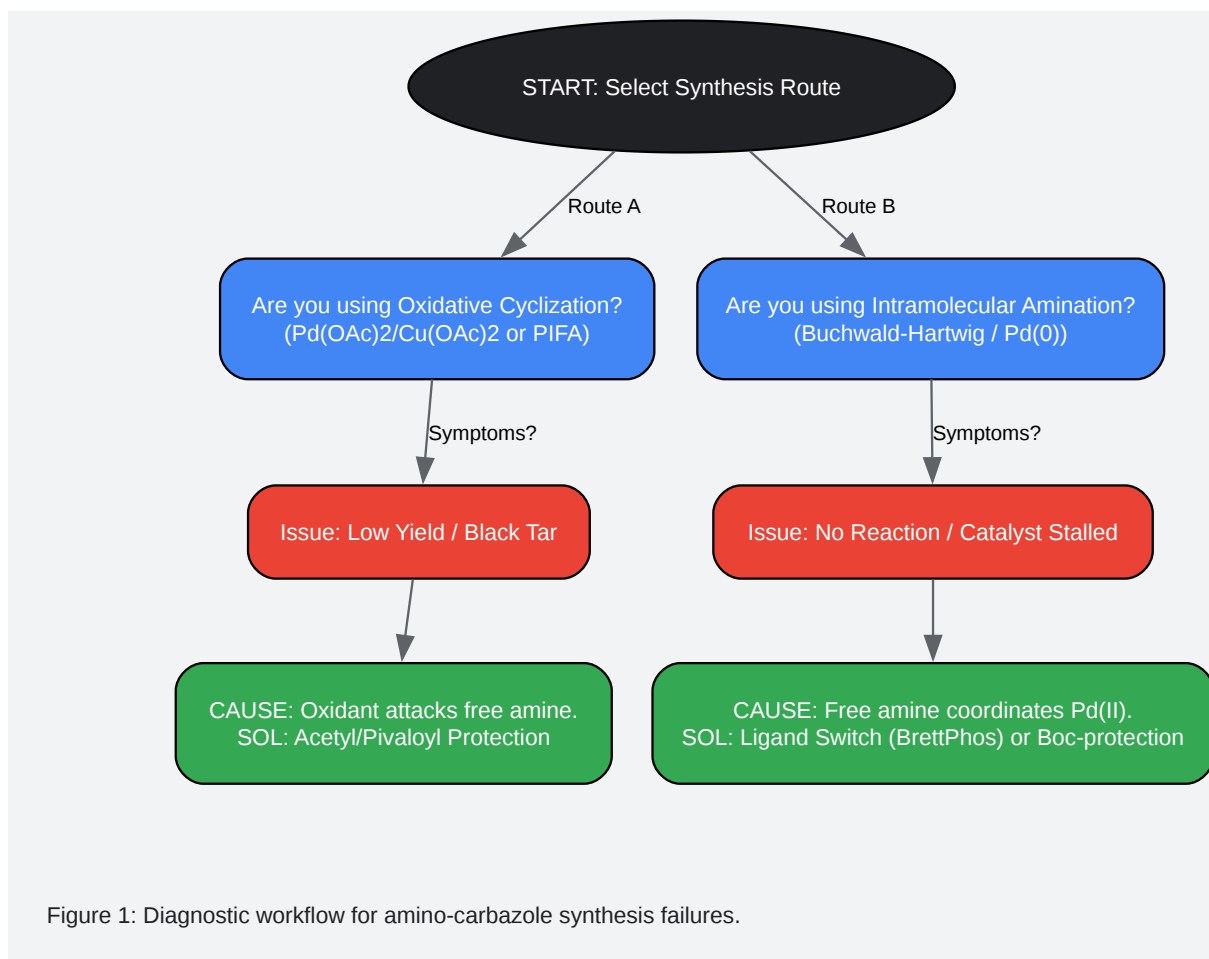 START: Select Synthesis Route
Route A
Route B
Are you using Oxidative Cyclization?
(Pd(OAc)2/Cu(OAc)2 or PIFA)
Are you using Intramolecular Amination?
(Buchwald-Hartwig / Pd(0))
Symptoms?
Symptoms?
Issue: Low Yield / Black Tar
Issue: No Reaction / Catalyst Stalled
CAUSE: Oxidant attacks free amine.
SOL: Acetyl/Pivaloyl Protection
CAUSE: Free amine coordinates Pd(II).
SOL: Ligand Switch (BrettPhos) or Boc-protection
Figure 1: Diagnostic workflow for amino-carbazole synthesis failures.